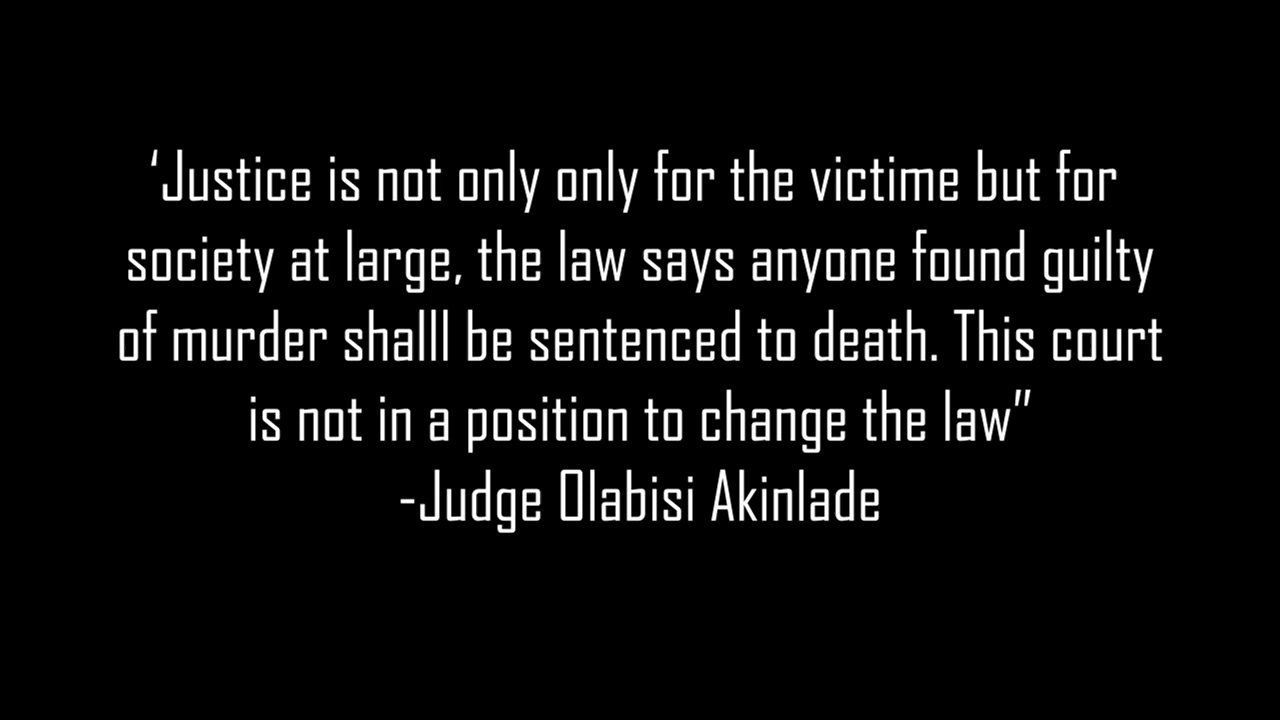 ‘Justice is not only only for the victime but for
society at large, the law says anyone found guilty
of murder shalll be sentenced to death. This court
is not in a position to change the law”
-Judge Olabisi Akinlade